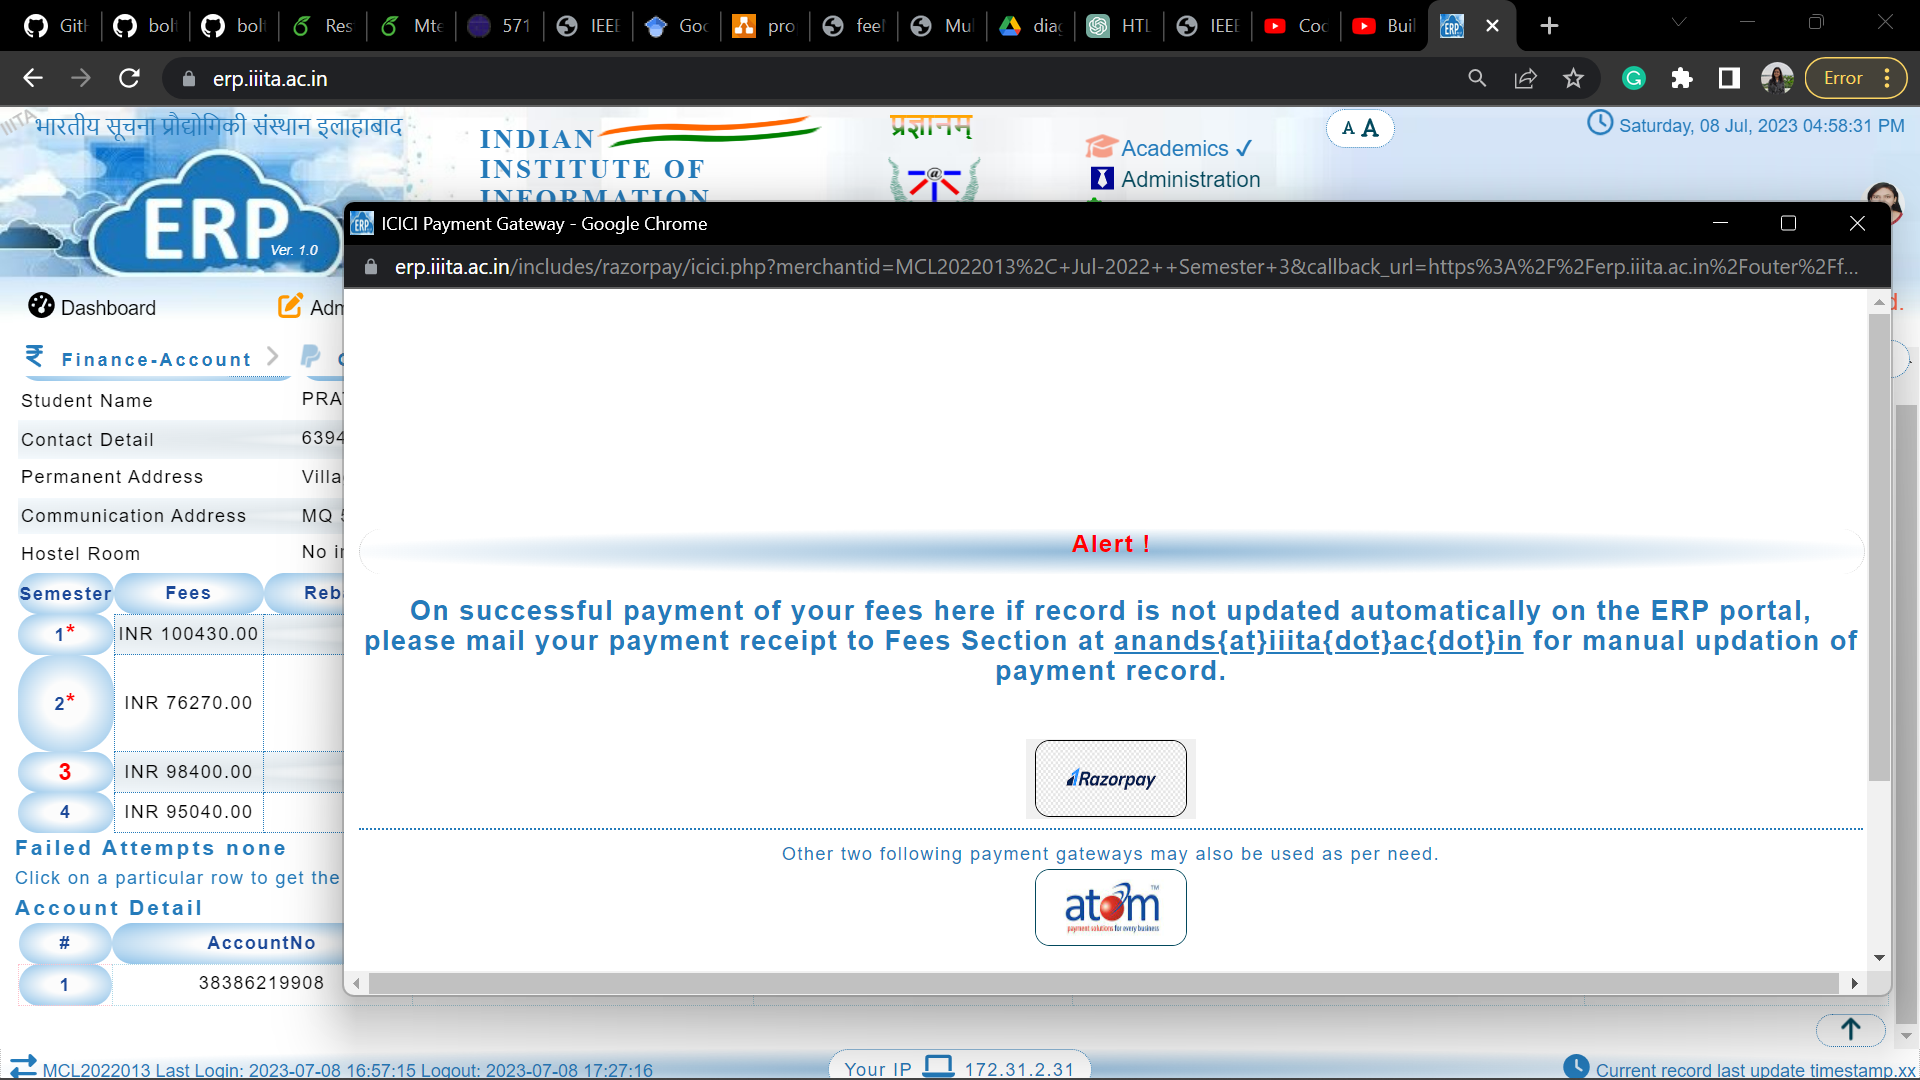 Git
bolt
bolt
Res
Mte
571
IEEE
Goo
pro
feel
Mul
diag
HTL
IEEE
Coc
Buil
erp.iiita.ac.in
Error
भारतीय सूचना प्रौद्योगिकी संस्थान इलाहाबाद
ERP
Ver. 1.0
INDIAN
INSTITUTE OF
INFORMATION
प्रज्ञानम्
Academics ✓
Administration
A A
Saturday, 08 Jul, 2023 04:58:31 PM
ICICI Payment Gateway - Google Chrome
erp.iiita.ac.in/includes/razorpay/icici.php?merchantid=MCL2022013%2C+Jul-2022++Semester+3&callback_url=https%3A%2F%2Ferp.iiita.ac.in%2Fouter%2Ff...
Dashboard
Adm
Finance-Account
Student Name PRA
Contact Detail 6394
Permanent Address Villa
Communication Address MQ
Hostel Room No in
Semester Fees Reb
1* INR 100430.00
2* INR 76270.00
3 INR 98400.00
4 INR 95040.00
Failed Attempts none
Click on a particular row to get the
Account Detail
# AccountNo
1 38386219908
Alert !
On successful payment of your fees here if record is not updated automatically on the ERP portal,
please mail your payment receipt to Fees Section at anands{at}iiita{dot}ac{dot}in for manual updation of
payment record.
Razorpay
Other two following payment gateways may also be used as per need.
atom
payment solutions for every business
MCL2022013 Last Login: 2023-07-08 16:57:15 Logout: 2023-07-08 17:27:16
Your IP 172.31.2.31
Current record last update timestamp.xx